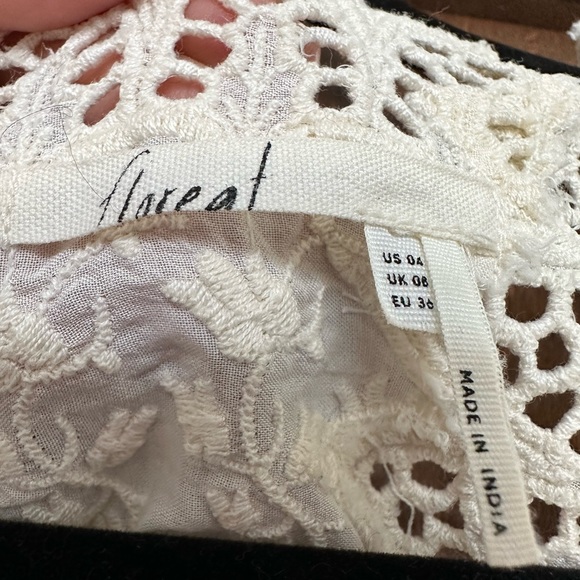 floreat
US 04
UK 08
EU 36
MADE IN INDIA